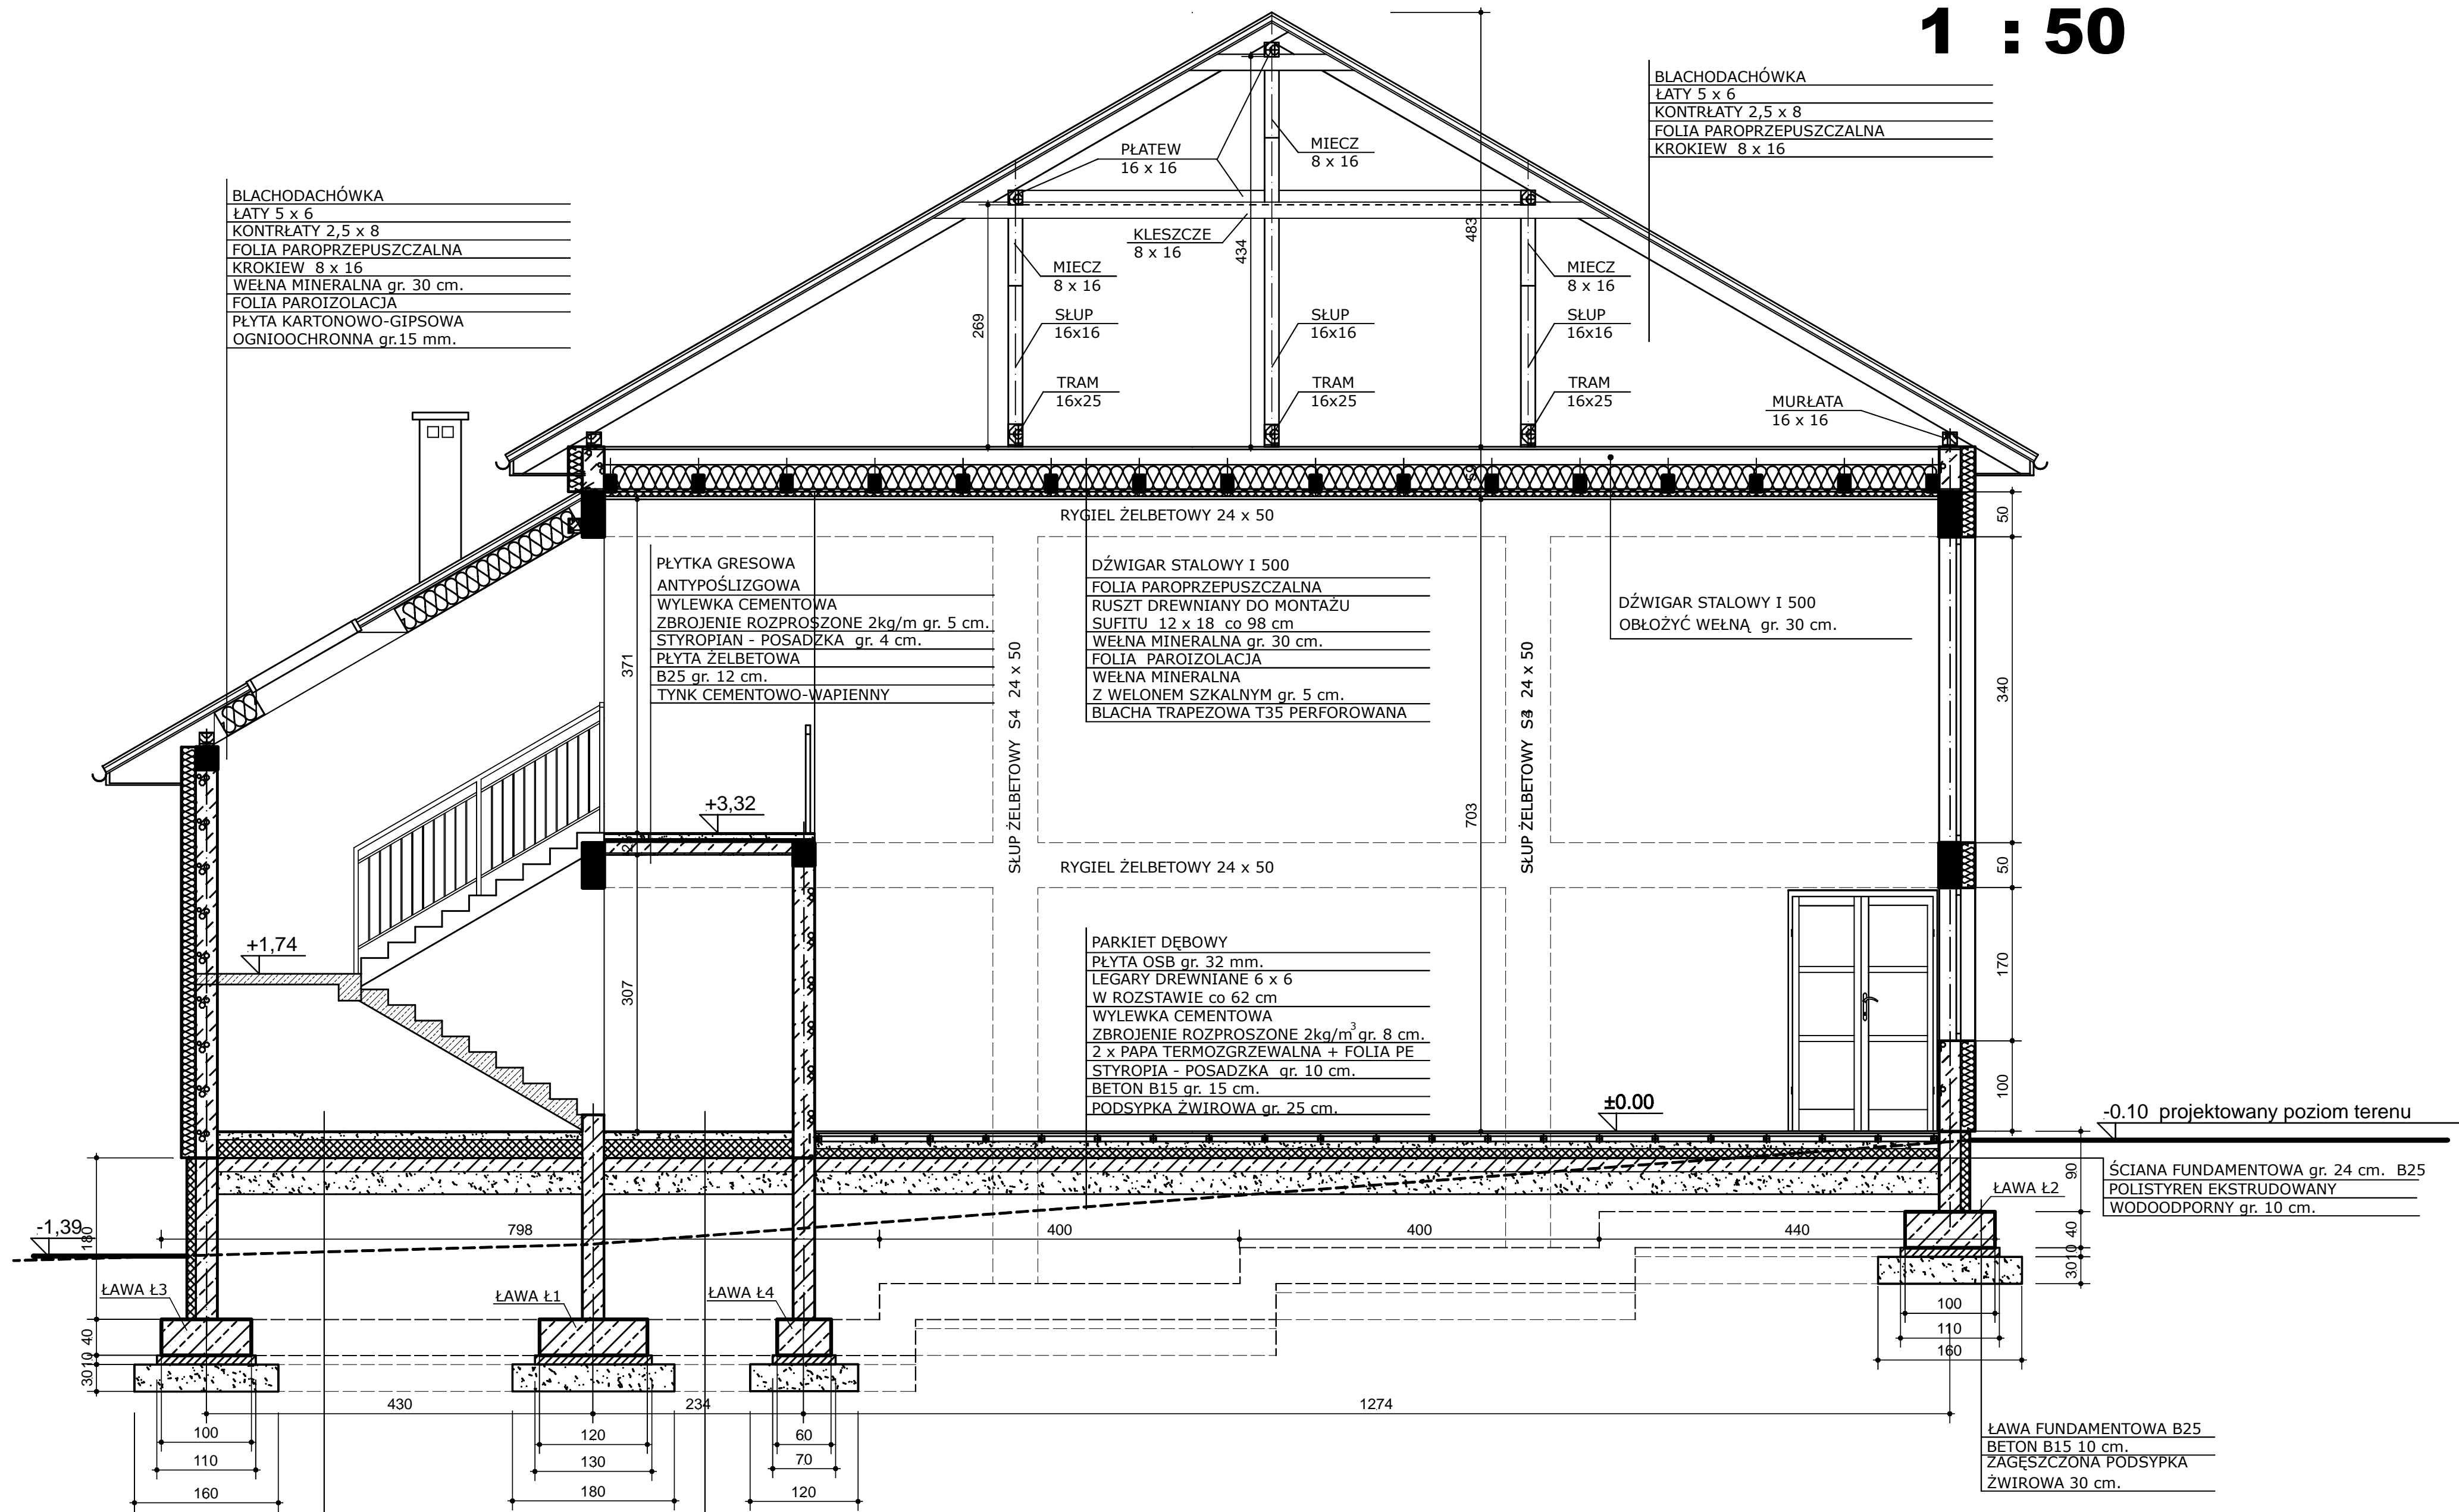 1 : 50
BLACHODACHÓWKA
ŁATY 5 x 6
KONTRŁATY 2,5 x 8
FOLIA PAROPRZEPUSZCZALNA
KROKIEW 8 x 16
BLACHODACHÓWKA
ŁATY 5 x 6
KONTRŁATY 2,5 x 8
FOLIA PAROPRZEPUSZCZALNA
KROKIEW 8 x 16
WEŁNA MINERALNA gr. 30 cm.
FOLIA PAROIZOLACJA
PŁYTA KARTONOWO-GIPSOWA
OGNIOOCHRONNA gr.15 mm.
PŁATEW
16 x 16
MIECZ
8 x 16
KLESZCZE
8 x 16
434
483
269
MIECZ
8 x 16
MIECZ
8 x 16
SŁUP
16x16
SŁUP
16x16
SŁUP
16x16
TRAM
16x25
TRAM
16x25
TRAM
16x25
MURŁATA
16 x 16
59
RYGIEL ŻELBETOWY 24 x 50
50
PŁYTKA GRESOWA
ANTYPOŚLIZGOWA
WYLEWKA CEMENTOWA
ZBROJENIE ROZPROSZONE 2kg/m gr. 5 cm.
STYROPIAN - POSADZKA gr. 4 cm.
PŁYTA ŻELBETOWA
B25 gr. 12 cm.
TYNK CEMENTOWO-WAPIENNY
DŹWIGAR STALOWY I 500
FOLIA PAROPRZEPUSZCZALNA
RUSZT DREWNIANY DO MONTAŻU
SUFITU 12 x 18 co 98 cm
WEŁNA MINERALNA gr. 30 cm.
FOLIA PAROIZOLACJA
WEŁNA MINERALNA
Z WELONEM SZKALNYM gr. 5 cm.
BLACHA TRAPEZOWA T35 PERFOROWANA
DŹWIGAR STALOWY I 500
OBŁOŻYĆ WEŁNĄ gr. 30 cm.
371
SŁUP ŻELBETOWY S4 24 x 50
SŁUP ŻELBETOWY 24 x 50
340
703
+3,32
RYGIEL ŻELBETOWY 24 x 50
50
+1,74
307
170
PARKIET DĘBOWY
PŁYTA OSB gr. 32 mm.
LEGARY DREWNIANE 6 x 6
W ROZSTAWIE co 62 cm
WYLEWKA CEMENTOWA
ZBROJENIE ROZPROSZONE 2kg/m³ gr. 8 cm.
2 x PAPA TERMOZGRZEWALNA + FOLIA PE
STYROPIA - POSADZKA gr. 10 cm.
BETON B15 gr. 15 cm.
PODSYPKA ŻWIROWA gr. 25 cm.
100
±0.00
-0.10 projektowany poziom terenu
ŚCIANA FUNDAMENTOWA gr. 24 cm. B25
POLISTYREN EKSTRUDOWANY
WODOODPORNY gr. 10 cm.
90
ŁAWA Ł2
-1,39
180
798
400
400
440
40
10
30
ŁAWA Ł3
ŁAWA Ł1
ŁAWA Ł4
40
10
30
100
110
160
430
234
1274
100
110
160
120
130
180
60
70
120
ŁAWA FUNDAMENTOWA B25
BETON B15 10 cm.
ZAGĘSZCZONA PODSYPKA
ŻWIROWA 30 cm.